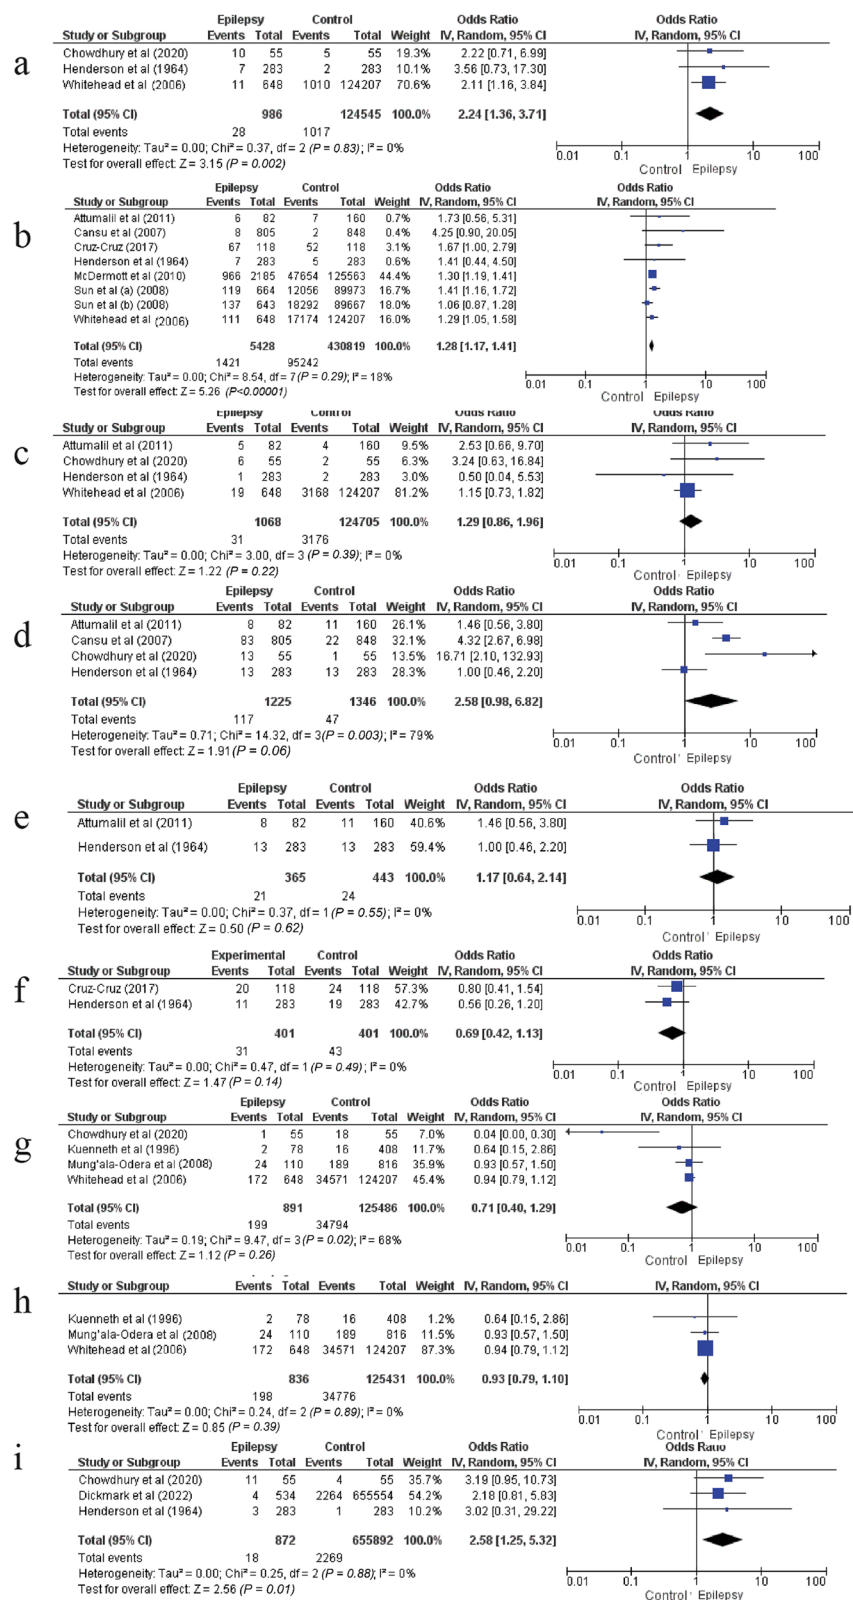 a
Epilepsy Control Odds Ratio Odds Ratio
Study or Subgroup Events Total Events Total Weight IV, Random, 95% CI IV, Random, 95% CI
Chowdhury et al (2020) 10 55 5 55 19.3% 2.22 [0.71, 6.99]
Henderson et al (1964) 7 283 2 283 10.1% 3.56 [0.73, 17.30]
Whitehead et al (2006) 11 648 1010 124207 70.6% 2.11 [1.16, 3.84]
Total (95% CI) 986 124545 100.0% 2.24 [1.36, 3.71]
Total events 28 1017
Heterogeneity: Tau² = 0.00; Chi² = 0.37, df = 2 (P = 0.83); I² = 0%
Test for overall effect: Z = 3.15 (P = 0.002)
0.01 0.1 1 10 100
Control Epilepsy
b
Epilepsy Control Odds Ratio Odds Ratio
Study or Subgroup Events Total Events Total Weight IV, Random, 95% CI IV, Random, 95% CI
Attumalil et al (2011) 6 82 7 160 0.7% 1.73 [0.56, 5.31]
Cansu et al (2007) 8 805 2 848 0.4% 4.25 [0.90, 20.05]
Cruz-Cruz (2017) 67 118 52 118 3.1% 1.67 [1.00, 2.79]
Henderson et al (1964) 7 283 5 283 0.6% 1.41 [0.44, 4.50]
McDermott et al (2010) 966 2185 47654 125563 44.4% 1.30 [1.19, 1.41]
Sun et al (a) (2008) 119 664 12056 89973 16.7% 1.41 [1.16, 1.72]
Sun et al (b) (2008) 137 643 18292 89667 18.0% 1.06 [0.87, 1.28]
Whitehead et al (2006) 111 648 17174 124207 16.0% 1.29 [1.05, 1.58]
Total (95% CI) 5428 430819 100.0% 1.28 [1.17, 1.41]
Total events 1421 95242
Heterogeneity: Tau² = 0.00; Chi² = 8.54, df = 7 (P = 0.29); I² = 18%
Test for overall effect: Z = 5.26 (P<0.00001)
0.01 0.1 1 10 100
Control Epilepsy
c
Epilepsy Control Odds Ratio Odds Ratio
Study or Subgroup Events Total Events Total Weight IV, Random, 95% CI IV, Random, 95% CI
Attumalil et al (2011) 5 82 4 160 9.5% 2.53 [0.66, 9.70]
Chowdhury et al (2020) 6 55 2 55 6.3% 3.24 [0.63, 16.84]
Henderson et al (1964) 1 283 2 283 3.0% 0.50 [0.04, 5.53]
Whitehead et al (2006) 19 648 3168 124207 81.2% 1.15 [0.73, 1.82]
Total (95% CI) 1068 124705 100.0% 1.29 [0.86, 1.96]
Total events 31 3176
Heterogeneity: Tau² = 0.00; Chi² = 3.00, df = 3 (P = 0.39); I² = 0%
Test for overall effect: Z = 1.22 (P = 0.22)
0.01 0.1 1 10 100
Control Epilepsy
d
Epilepsy Control Odds Ratio Odds Ratio
Study or Subgroup Events Total Events Total Weight IV, Random, 95% CI IV, Random, 95% CI
Attumalil et al (2011) 8 82 11 160 26.1% 1.46 [0.56, 3.80]
Cansu et al (2007) 83 805 22 848 32.1% 4.32 [2.67, 6.98]
Chowdhury et al (2020) 13 55 1 55 13.5% 16.71 [2.10, 132.93]
Henderson et al (1964) 13 283 13 283 28.3% 1.00 [0.46, 2.20]
Total (95% CI) 1225 1346 100.0% 2.58 [0.98, 6.82]
Total events 117 47
Heterogeneity: Tau² = 0.71; Chi² = 14.32, df = 3(P = 0.003); I² = 79%
Test for overall effect: Z = 1.91 (P = 0.06)
0.01 0.1 1 10 100
Control Epilepsy
e
Epilepsy Control Odds Ratio Odds Ratio
Study or Subgroup Events Total Events Total Weight IV, Random, 95% CI IV, Random, 95% CI
Attumalil et al (2011) 8 82 11 160 40.6% 1.46 [0.56, 3.80]
Henderson et al (1964) 13 283 13 283 59.4% 1.00 [0.46, 2.20]
Total (95% CI) 365 443 100.0% 1.17 [0.64, 2.14]
Total events 21 24
Heterogeneity: Tau² = 0.00; Chi² = 0.37, df = 1 (P = 0.55); I² = 0%
Test for overall effect: Z = 0.50 (P = 0.62)
0.01 0.1 1 10 100
Control Epilepsy
f
Experimental Control Odds Ratio Odds Ratio
Study or Subgroup Events Total Events Total Weight IV, Random, 95% CI IV, Random, 95% CI
Cruz-Cruz (2017) 20 118 24 118 57.3% 0.80 [0.41, 1.54]
Henderson et al (1964) 11 283 19 283 42.7% 0.56 [0.26, 1.20]
Total (95% CI) 401 401 100.0% 0.69 [0.42, 1.13]
Total events 31 43
Heterogeneity: Tau² = 0.00; Chi² = 0.47, df = 1 (P = 0.49); I² = 0%
Test for overall effect: Z = 1.47 (P = 0.14)
0.01 0.1 1 10 100
Control Epilepsy
g
Epilepsy Control Odds Ratio Odds Ratio
Study or Subgroup Events Total Events Total Weight IV, Random, 95% CI IV, Random, 95% CI
Chowdhury et al (2020) 1 55 18 55 7.0% 0.04 [0.00, 0.30]
Kuenneth et al (1996) 2 78 16 408 11.7% 0.64 [0.15, 2.86]
Mung'ala-Odera et al (2008) 24 110 189 816 35.9% 0.93 [0.57, 1.50]
Whitehead et al (2006) 172 648 34571 124207 45.4% 0.94 [0.79, 1.12]
Total (95% CI) 891 125486 100.0% 0.71 [0.40, 1.29]
Total events 199 34794
Heterogeneity: Tau² = 0.19; Chi² = 9.47, df = 3 (P = 0.02); I² = 68%
Test for overall effect: Z = 1.12 (P = 0.26)
0.01 0.1 1 10 100
Control Epilepsy
h
Study or Subgroup Events Total Events Total Weight IV, Random, 95% CI IV, Random, 95% CI
Kuenneth et al (1996) 2 78 16 408 1.2% 0.64 [0.15, 2.86]
Mung'ala-Odera et al (2008) 24 110 189 816 11.5% 0.93 [0.57, 1.50]
Whitehead et al (2006) 172 648 34571 124207 87.3% 0.94 [0.79, 1.12]
Total (95% CI) 836 125431 100.0% 0.93 [0.79, 1.10]
Total events 198 34776
Heterogeneity: Tau² = 0.00; Chi² = 0.24, df = 2 (P = 0.89); I² = 0%
Test for overall effect: Z = 0.85 (P = 0.39)
0.01 0.1 1 10 100
Control Epilepsy
i
Epilepsy Control Odds Ratio Odds Ratio
Study or Subgroup Events Total Events Total Weight IV, Random, 95% CI IV, Random, 95% CI
Chowdhury et al (2020) 11 55 4 55 35.7% 3.19 [0.95, 10.73]
Dickmark et al (2022) 4 534 2264 655554 54.2% 2.18 [0.81, 5.83]
Henderson et al (1964) 3 283 1 283 10.2% 3.02 [0.31, 29.22]
Total (95% CI) 872 655892 100.0% 2.58 [1.25, 5.32]
Total events 18 2269
Heterogeneity: Tau² = 0.00; Chi² = 0.25, df = 2 (P = 0.88); I² = 0%
Test for overall effect: Z = 2.56 (P = 0.01)
0.01 0.1 1 10 100
Control Epilepsy